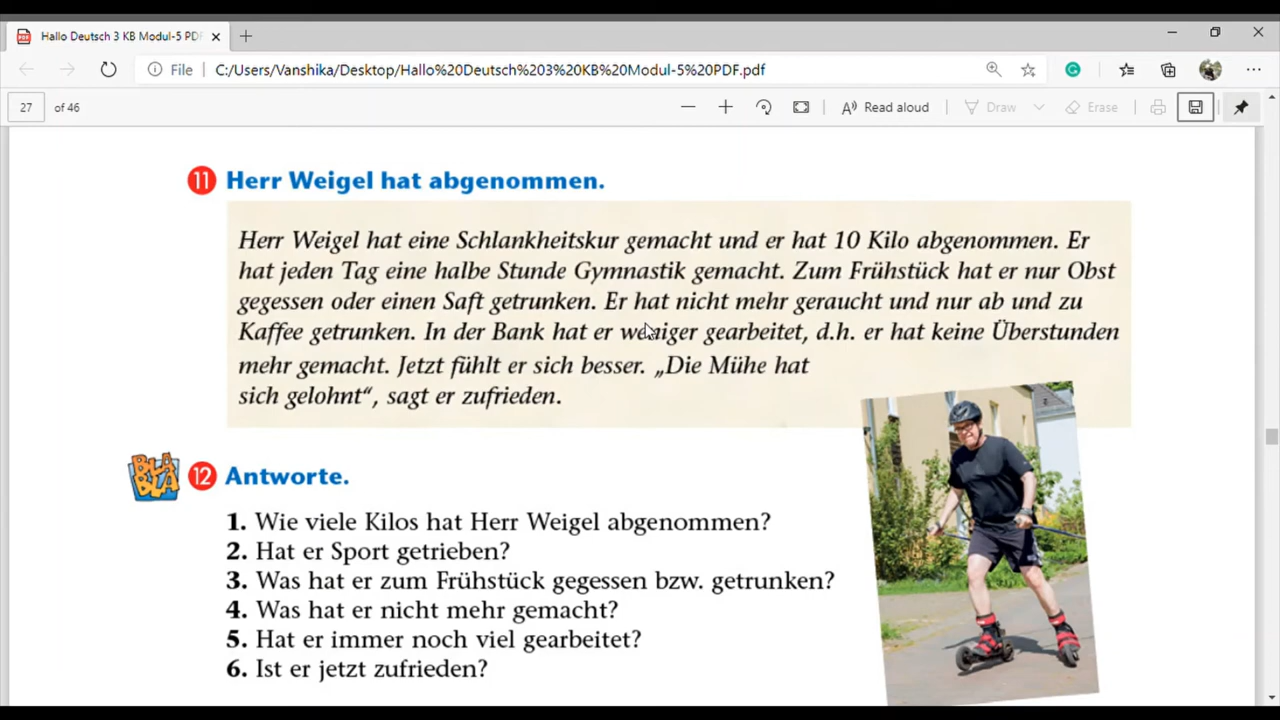 Hallo Deutsch 3 KB Modul-5 PDF
File C:/Users/Vanshika/Desktop/Hallo%20Deutsch%203%20KB%20Modul-5%20PDF.pdf
27 of 46 Read aloud Draw Erase
11 Herr Weigel hat abgenommen.
Herr Weigel hat eine Schlankheitskur gemacht und er hat 10 Kilo abgenommen. Er
hat jeden Tag eine halbe Stunde Gymnastik gemacht. Zum Frühstück hat er nur Obst
gegessen oder einen Saft getrunken. Er hat nicht mehr geraucht und nur ab und zu
Kaffee getrunken. In der Bank hat er weniger gearbeitet, d.h. er hat keine Überstunden
mehr gemacht. Jetzt fühlt er sich besser. „Die Mühe hat
sich gelohnt“, sagt er zufrieden.
BLA
BLA
12 Antworte.
1. Wie viele Kilos hat Herr Weigel abgenommen?
2. Hat er Sport getrieben?
3. Was hat er zum Frühstück gegessen bzw. getrunken?
4. Was hat er nicht mehr gemacht?
5. Hat er immer noch viel gearbeitet?
6. Ist er jetzt zufrieden?